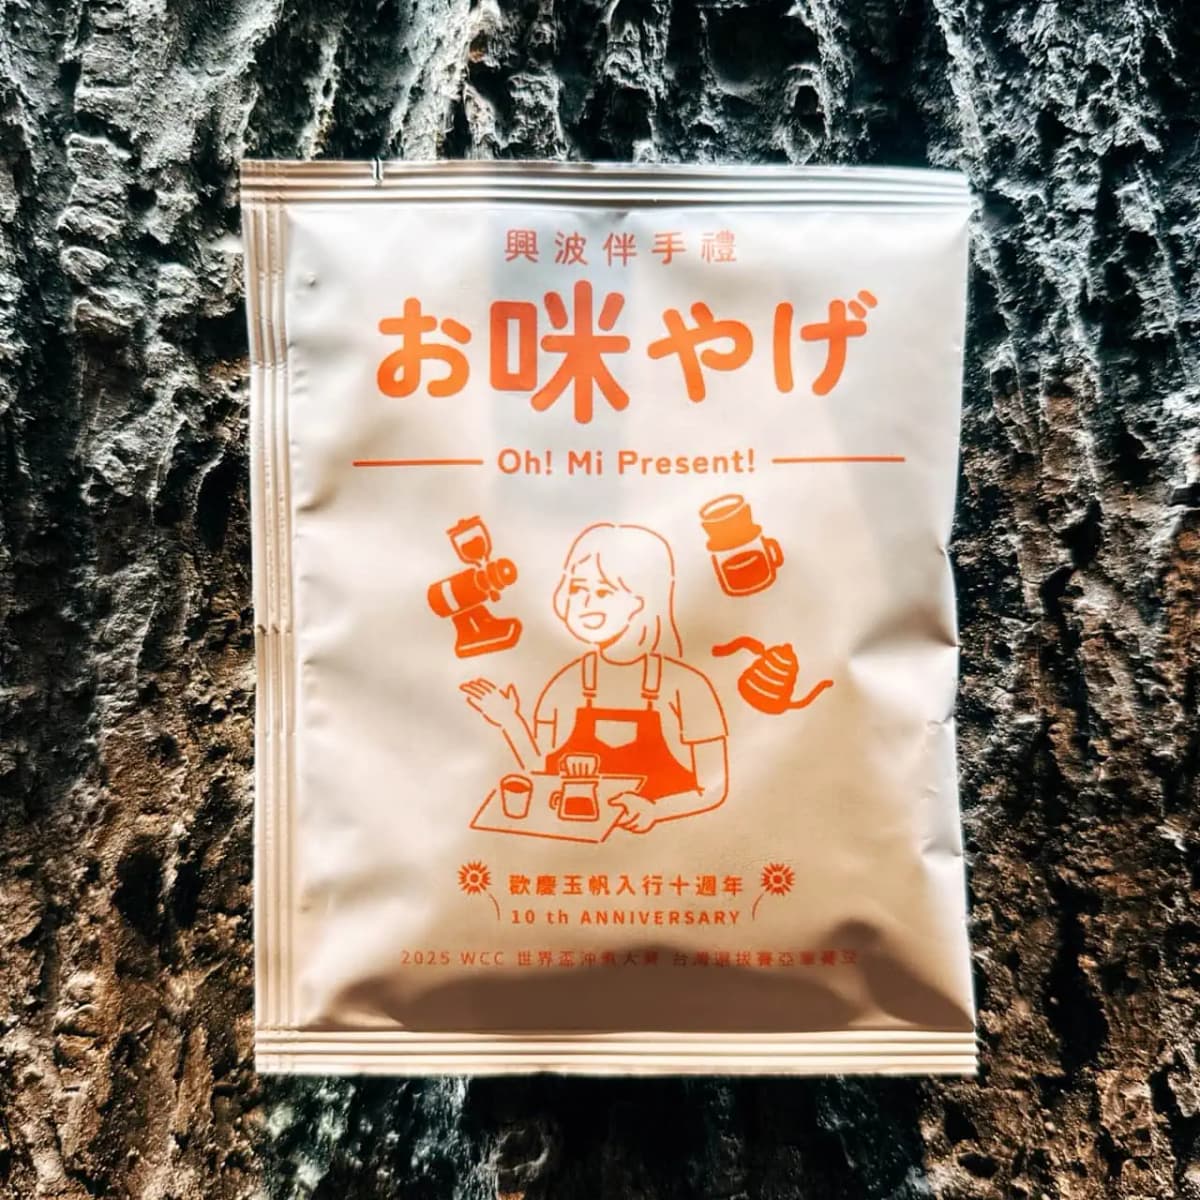 興波伴手禮
お咪やげ
Oh! Mi Present!
歡慶玉帆入行十週年
10 th ANNIVERSARY
2025 WCC 世界盃沖煮大賽 台灣選拔賽亞軍